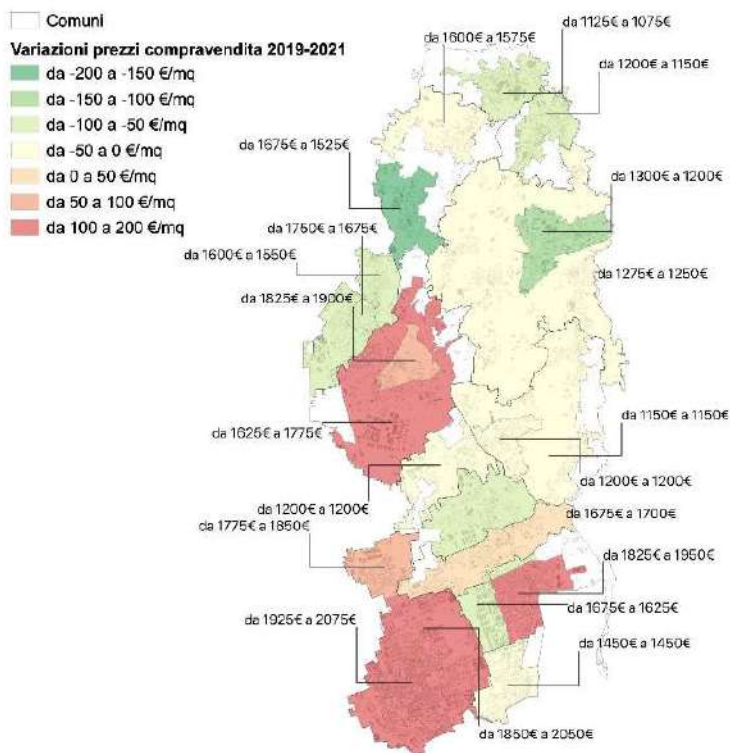 Comuni
Variazioni prezzi compravendita 2019-2021
da -200 a -150 €/mq
da -150 a -100 €/mq
da -100 a -50 €/mq
da -50 a 0 €/mq
da 0 a 50 €/mq
da 50 a 100 €/mq
da 100 a 200 €/mq
da 1125€ a 1075€
da 1600€ a 1575€
da 1200€ a 1150€
da 1675€ a 1525€
da 1300€ a 1200€
da 1750€ a 1675€
da 1600€ a 1550€
da 1275€ a 1250€
da 1825€ a 1900€
da 1150€ a 1150€
da 1625€ a 1775€
da 1200€ a 1200€
da 1200€ a 1200€
da 1675€ a 1700€
da 1775€ a 1850€
da 1825€ a 1950€
da 1675€ a 1625€
da 1925€ a 2075€
da 1450€ a 1450€
da 1850€ a 2050€